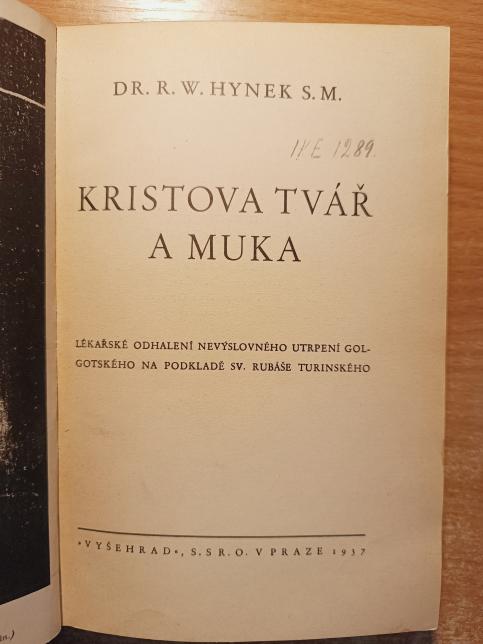 DR. R. W. HYNEK S. M.
IXE 1289.
KRISTOVA TVÁŘ
A MUKA
LÉKAŘSKÉ ODHALENÍ NEVÝSLOVNÉHO UTRPENÍ GOL-
GOTSKÉHO NA PODKLADĚ SV. RUBÁŠE TURINSKÉHO
»VYŠEHRAD«, S. S R. O. V PRAZE 1937